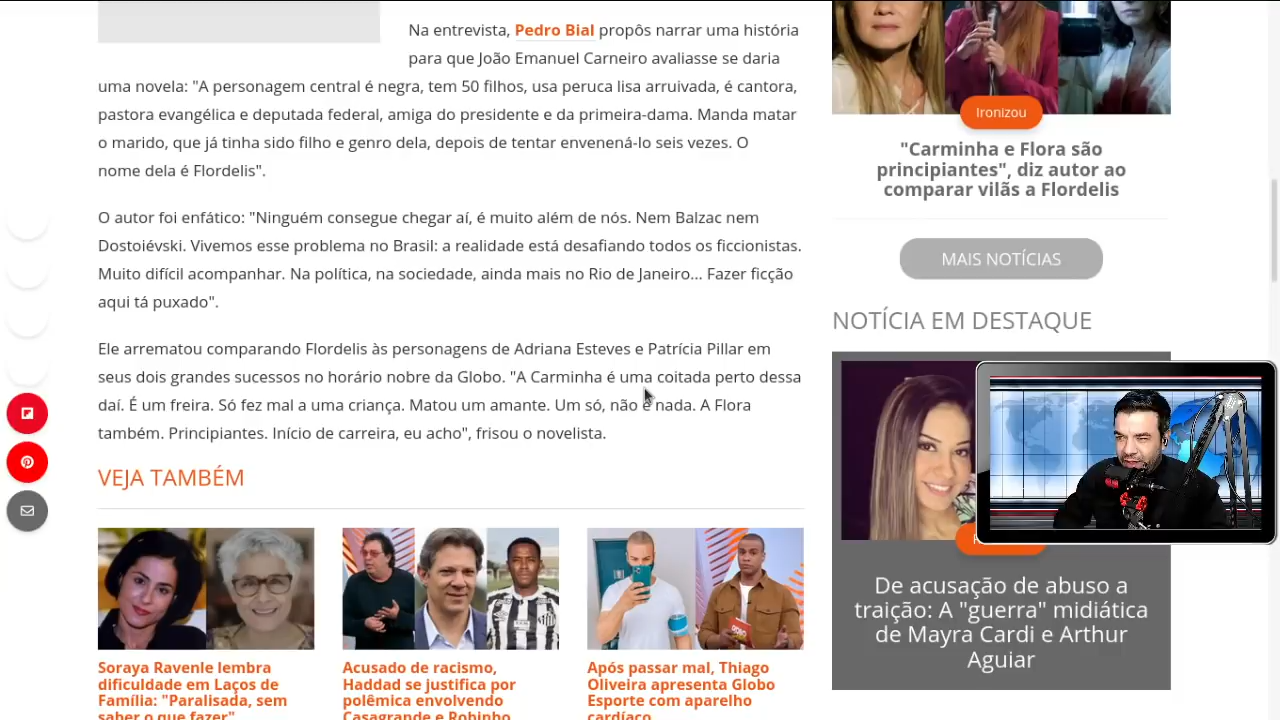 Na entrevista, Pedro Bial propôs narrar uma história
para que João Emanuel Carneiro avaliasse se daria
uma novela: "A personagem central é negra, tem 50 filhos, usa peruca lisa arruivada, é cantora,
pastora evangélica e deputada federal, amiga do presidente e da primeira-dama. Manda matar
o marido, que já tinha sido filho e genro dela, depois de tentar envenená-lo seis vezes. O
nome dela é Flordelis".
O autor foi enfático: "Ninguém consegue chegar aí, é muito além de nós. Nem Balzac nem
Dostoiévski. Vivemos esse problema no Brasil: a realidade está desafiando todos os ficcionistas.
Muito difícil acompanhar. Na política, na sociedade, ainda mais no Rio de Janeiro... Fazer ficção
aqui tá puxado".
Ele arrematou comparando Flordelis às personagens de Adriana Esteves e Patrícia Pillar em
seus dois grandes sucessos no horário nobre da Globo. "A Carminha é uma coitada perto dessa
daí. É um freira. Só fez mal a uma criança. Matou um amante. Um só, não é nada. A Flora
também. Principiantes. Início de carreira, eu acho", frisou o novelista.
VEJA TAMBÉM
Soraya Ravenle lembra
dificuldade em Laços de
Família: "Paralisada, sem
saber o que fazer"
Acusado de racismo,
Haddad se justifica por
polêmica envolvendo
Casagrande e Robinho
Após passar mal, Thiago
Oliveira apresenta Globo
Esporte com aparelho
cardíaco
Ironizou
"Carminha e Flora são
principiantes", diz autor ao
comparar vilãs a Flordelis
MAIS NOTÍCIAS
NOTÍCIA EM DESTAQUE
De acusação de abuso a
traição: A "guerra" midiática
de Mayra Cardi e Arthur
Aguiar